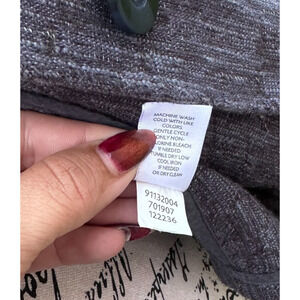 MACHINE WASH
COLD WITH LIKE
COLORS
GENTLE CYCLE
ONLY NON-
BLEACH
IF NEEDED
TUMBLE DRY LOW
COOL IRON
IF NEEDED
OR DRY CLEAN
91132004
701907
122236